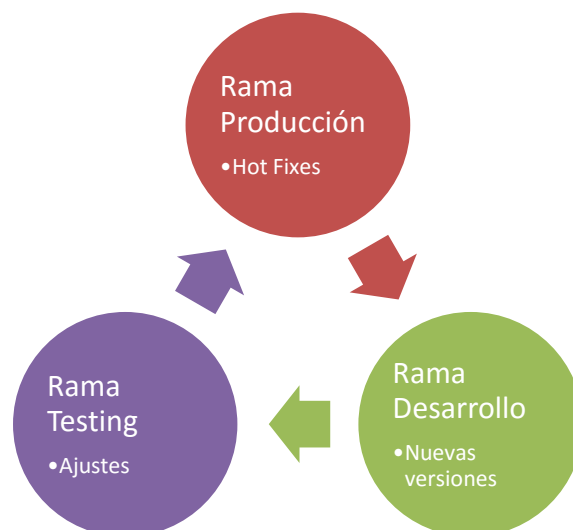 Rama
Producción
•Hot Fixes
Rama
Desarrollo
•Nuevas
versiones
Rama
Testing
•Ajustes